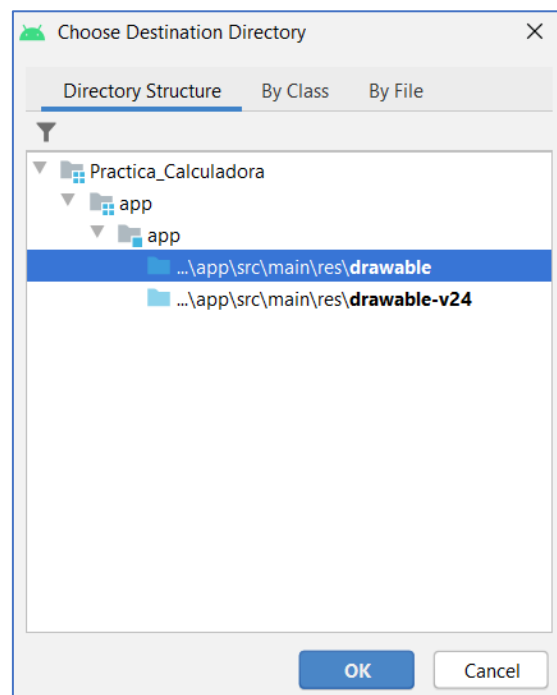 Choose Destination Directory
Directory Structure By Class By File
Practica_Calculadora
app
app
...\app\src\main\res\drawable
...\app\src\main\res\drawable-v24
OK Cancel